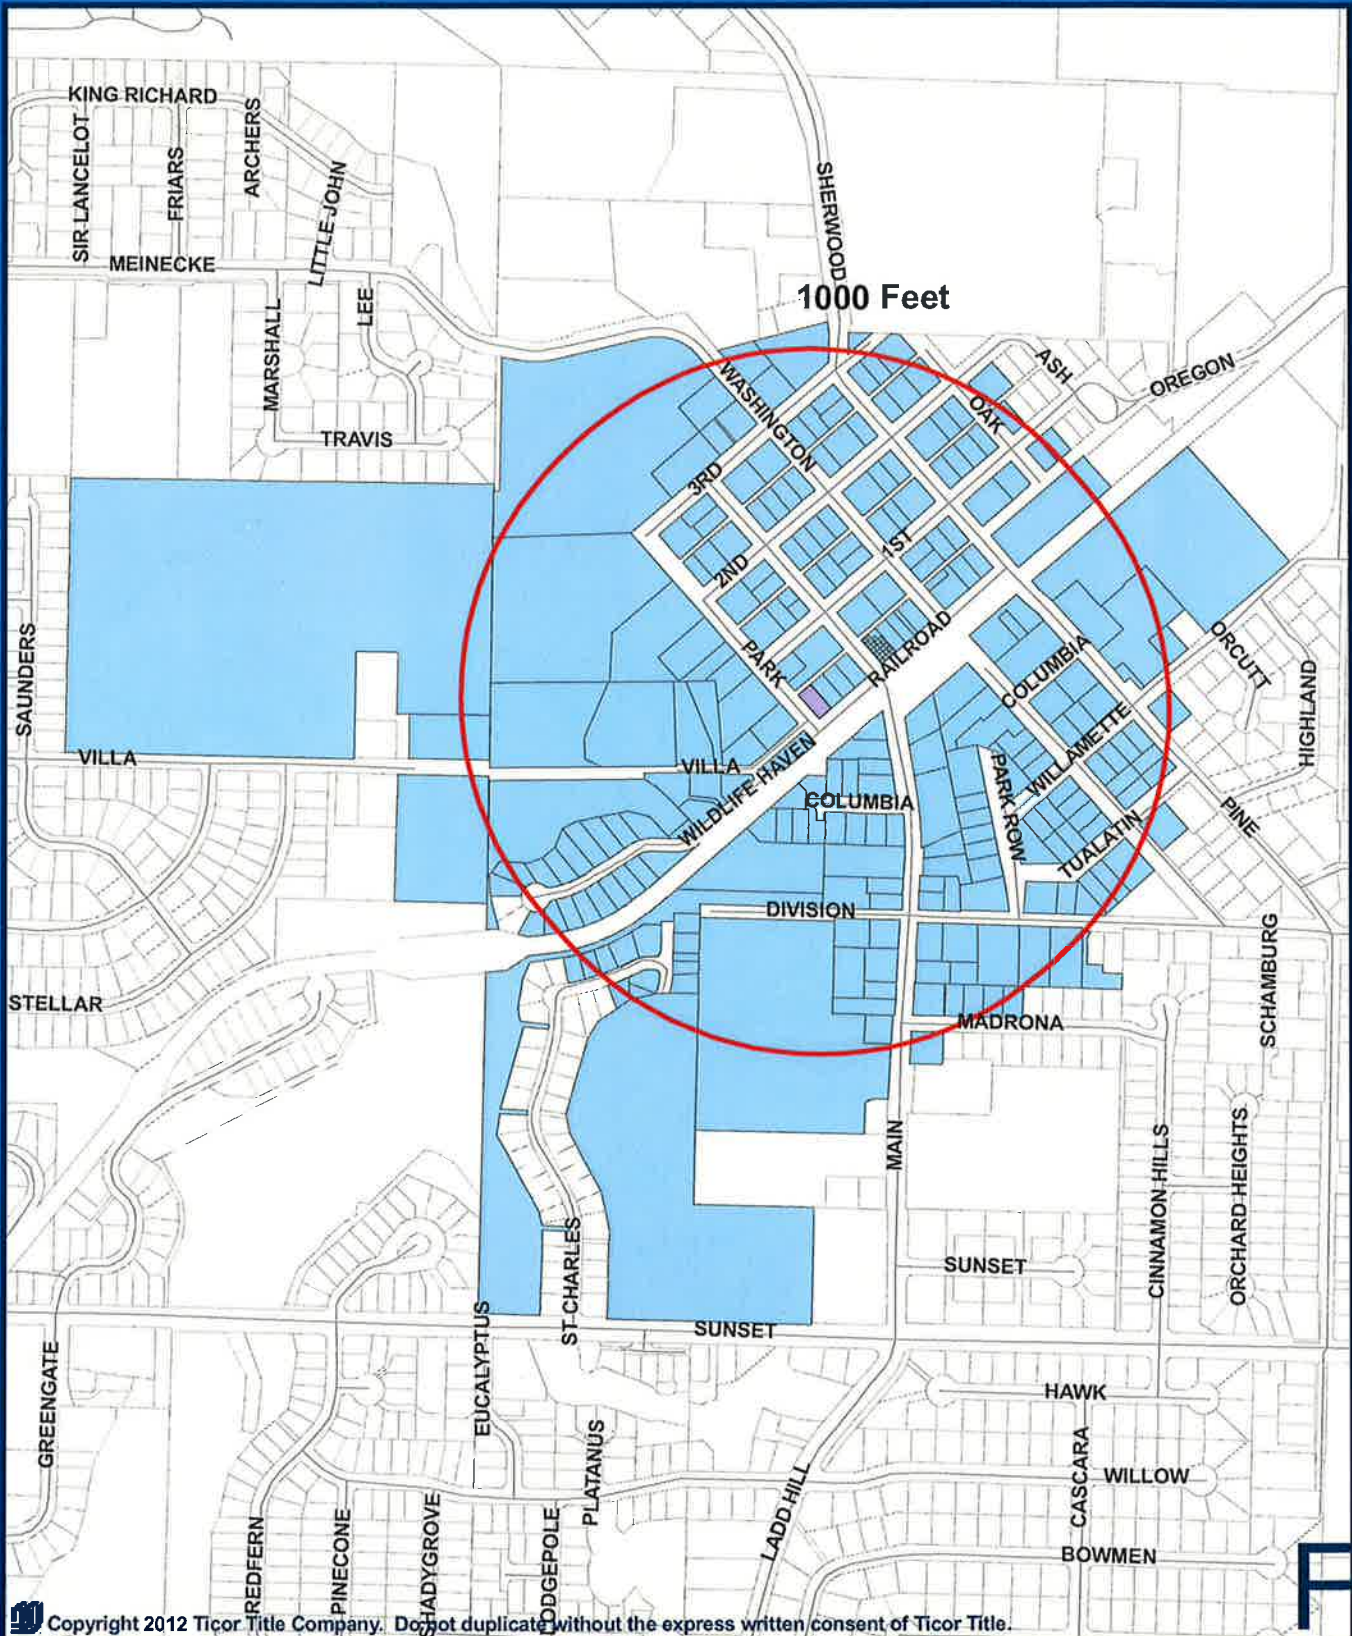 KING RICHARD
SIR LANCELOT
FRIARS
ARCHERS
LITTLE JOHN
SHERWOOD
MEINECKE
1000 Feet
MARSHALL
LEE
WASHINGTON
ASH
OREGON
OAK
TRAVIS
3RD
1ST
2ND
SAUNDERS
PARK
RAILROAD
COLUMBIA
ORCUTT
HIGHLAND
VILLA
VILLA
WILDLIFE HAVEN
COLUMBIA
PARK ROW
WILLAMETTE
TUALATIN
PINE
DIVISION
SCHAMBURG
STELLAR
MADRONA
MAIN
CINNAMON HILLS
ORCHARD HEIGHTS
ST CHARLES
SUNSET
SUNSET
EUCALYPTUS
GREENGATE
HAWK
PLATANUS
CASCARA
WILLOW
LADD HILL
REDFERN
PINECONE
SHADYGROVE
LODGEPOLE
BOWMEN
F
Copyright 2012 Ticor Title Company. Do not duplicate without the express written consent of Ticor Title.